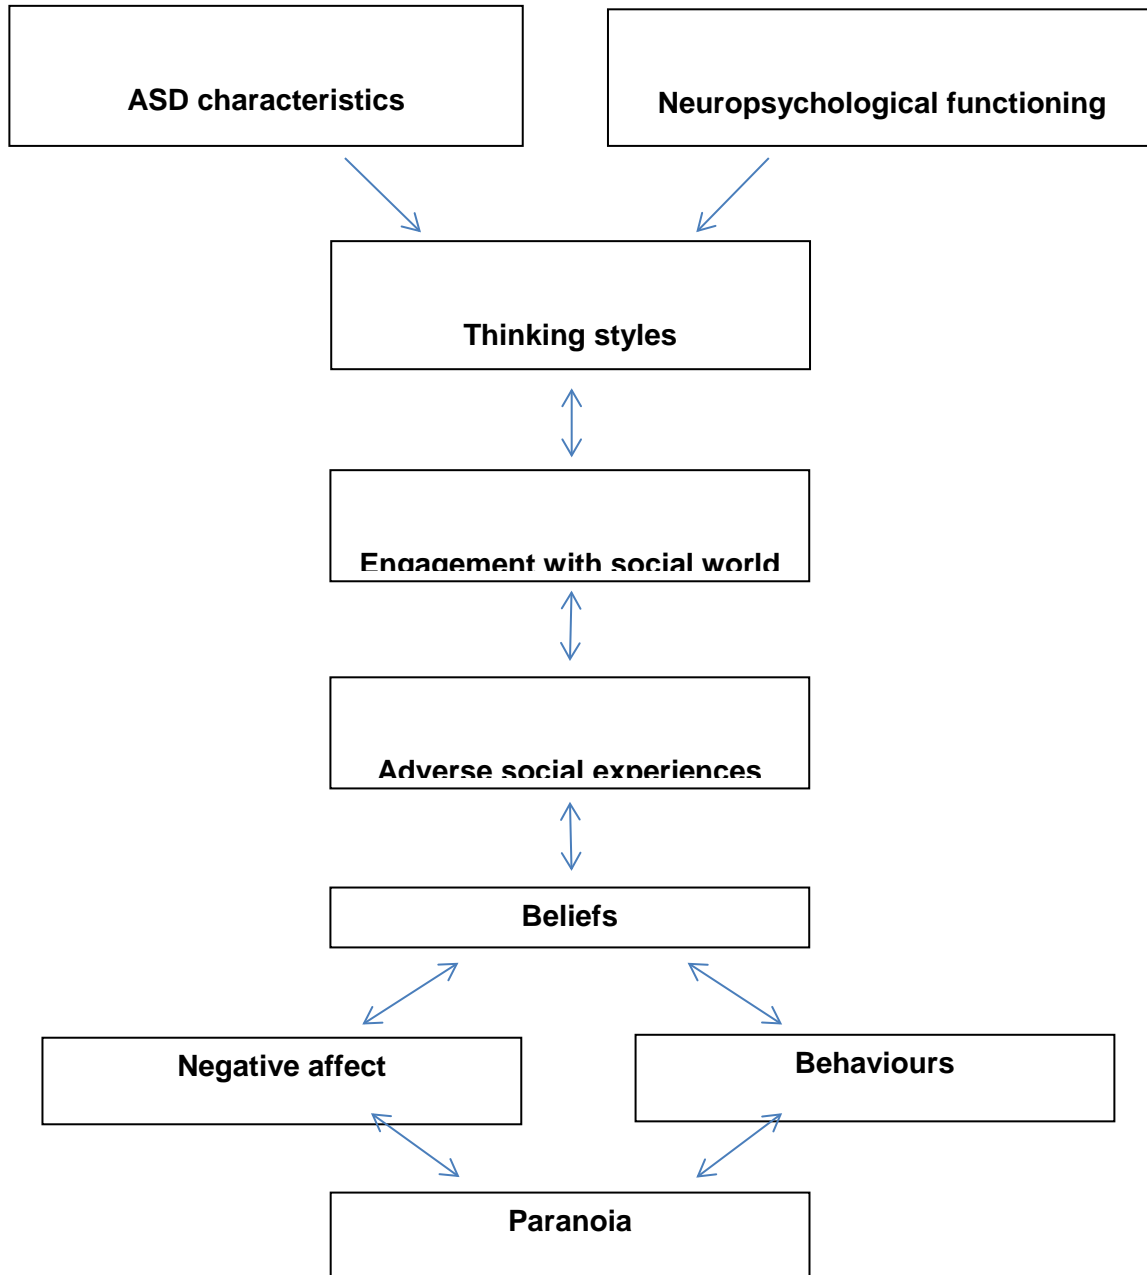 ASD characteristics
Neuropsychological functioning
Thinking styles
Engagement with social world
Adverse social experiences
Beliefs
Negative affect
Behaviours
Paranoia